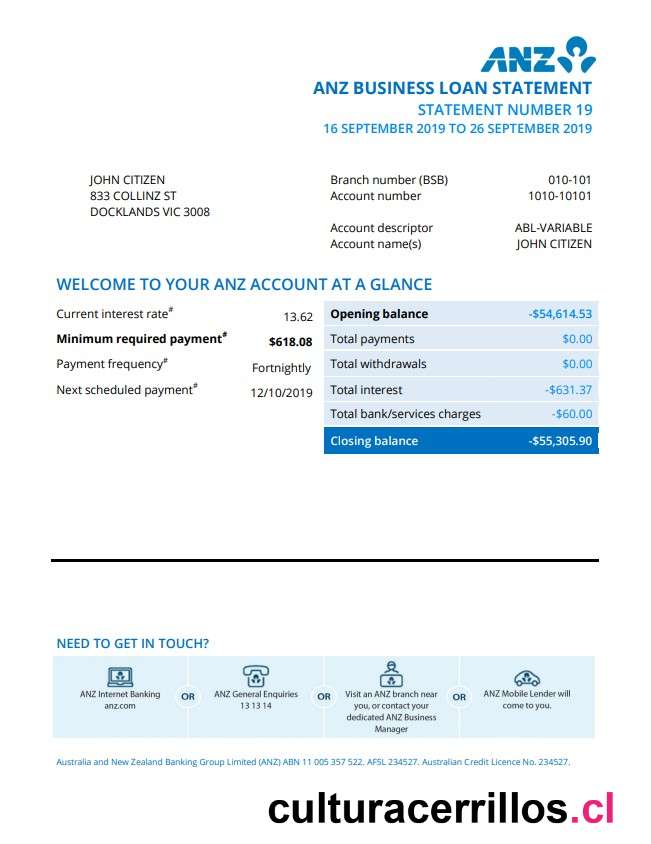 ANZ
ANZ BUSINESS LOAN STATEMENT
STATEMENT NUMBER 19
16 SEPTEMBER 2019 TO 26 SEPTEMBER 2019
JOHN CITIZEN
833 COLLINZ ST
DOCKLANDS VIC 3008
Branch number (BSB) 010-101
Account number 1010-10101
Account descriptor ABL-VARIABLE
Account name(s) JOHN CITIZEN
WELCOME TO YOUR ANZ ACCOUNT AT A GLANCE
Current interest rate# 13.62
Minimum required payment# $618.08
Payment frequency# Fortnightly
Next scheduled payment# 12/10/2019
Opening balance -$54,614.53
Total payments $0.00
Total withdrawals $0.00
Total interest -$631.37
Total bank/services charges -$60.00
Closing balance -$55,305.90
NEED TO GET IN TOUCH?
ANZ Internet Banking
anz.com
OR
ANZ General Enquiries
13 13 14
OR
Visit an ANZ branch near
you, or contact your
dedicated ANZ Business
Manager
OR
ANZ Mobile Lender will
come to you.
Australia and New Zealand Banking Group Limited (ANZ) ABN 11 005 357 522. AFSL 234527. Australian Credit Licence No. 234527.
culturacerrillos.cl